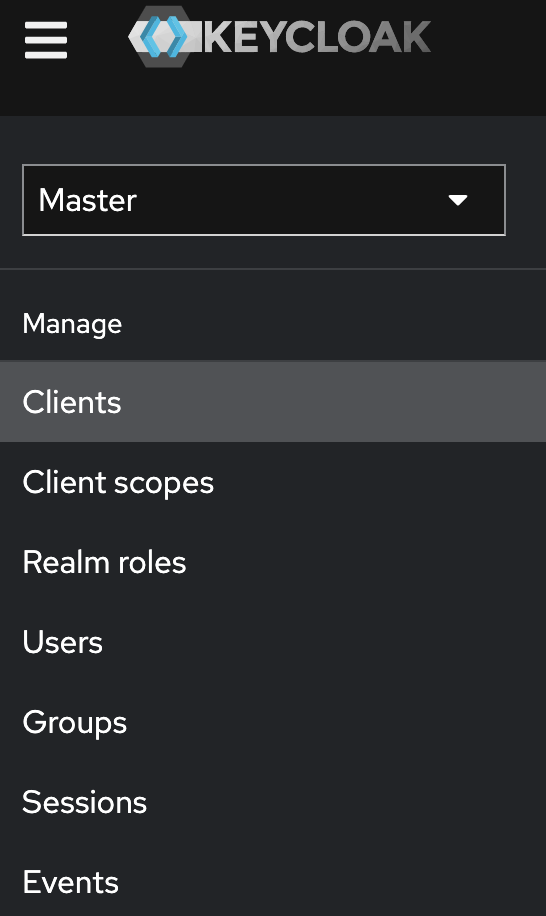 KEYCLOAK
Master
Manage
Clients
Client scopes
Realm roles
Users
Groups
Sessions
Events